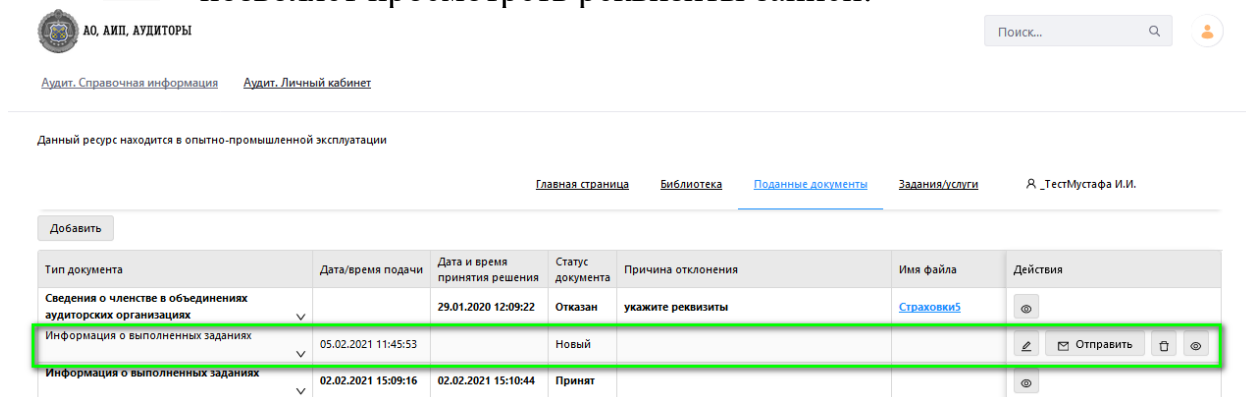 позволяет просмотреть реквизиты записи.
АО, АИП, АУДИТОРЫ
Поиск...
Аудит. Справочная информация Аудит. Личный кабинет
Данный ресурс находится в опытно-промышленной эксплуатации
Главная страница Библиотека Поданные документы Задания/услуги _ТестМустафа И.И.
Добавить
Тип документа Дата/время подачи Дата и время принятия решения Статус документа Причина отклонения Имя файла Действия
Сведения о членстве в объединениях аудиторских организациях 29.01.2020 12:09:22 Отказан укажите реквизиты Страховки5
Информация о выполненных заданиях 05.02.2021 11:45:53 Новый Отправить
Информация о выполненных заданиях 02.02.2021 15:09:16 02.02.2021 15:10:44 Принят